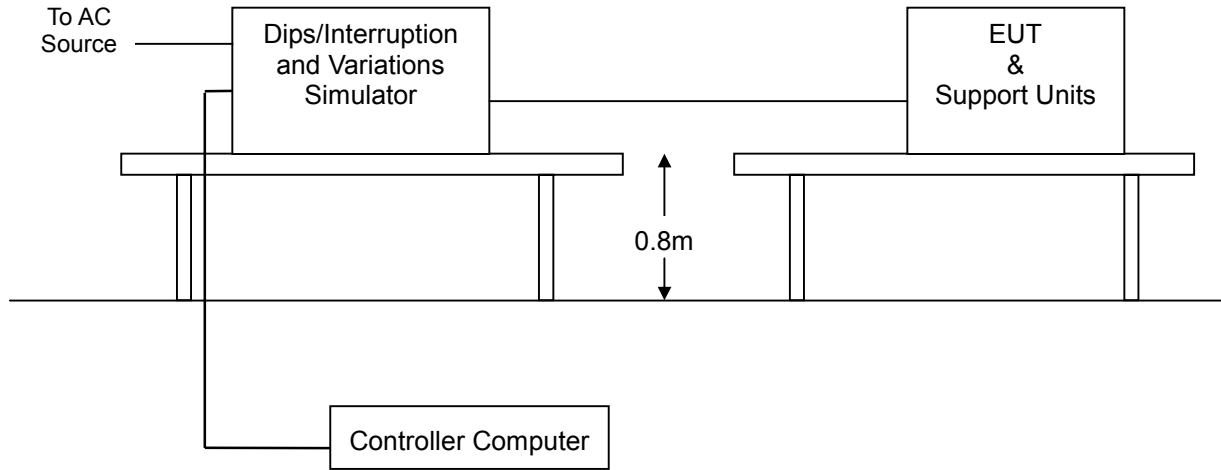 To AC
Source
Dips/Interruption
and Variations
Simulator
EUT
&
Support Units
0.8m
Controller Computer